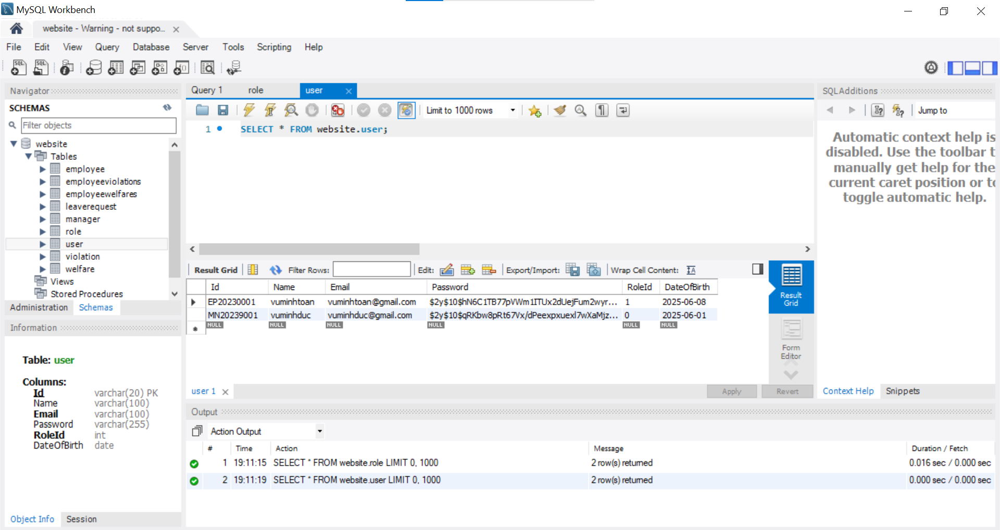 MySQL Workbench
website - Warning - not suppo...
File Edit View Query Database Server Tools Scripting Help
Navigator
SCHEMAS
Filter objects
website
Tables
employee
employeeviolations
employeewelfares
leaverequest
manager
role
user
violation
welfare
Views
Stored Procedures
Administration Schemas
Information
Table: user
Columns:
Id varchar(20) PK
Name varchar(100)
Email varchar(100)
Password varchar(255)
RoleId int
DateOfBirth date
Object Info Session
Query 1 role user
Limit to 1000 rows
1 SELECT * FROM website.user;
Result Grid Filter Rows: Edit: Export/Import: Wrap Cell Content:
Id Name Email Password RoleId DateOfBirth
EP20230001 vuminhtoan vuminhtoan@gmail.com $2y$10$hN6C1TB77pVWm1ITUx2dUejFum2wyr... 1 2025-06-08
MN20239001 vuminhduc vuminhduc@gmail.com $2y$10$qRKbw8pRt67Vx/dPeexpxuexl7wXaMjz... 0 2025-06-01
NULL NULL NULL NULL NULL NULL
Result
Grid
Form
Editor
user 1 Apply Revert
SQLAdditions
Jump to
Automatic context help is
disabled. Use the toolbar t
manually get help for the
current caret position or to
toggle automatic help.
Context Help Snippets
Output
Action Output
# Time Action Message Duration / Fetch
1 19:11:15 SELECT * FROM website.role LIMIT 0, 1000 2 row(s) returned 0.016 sec / 0.000 sec
2 19:11:19 SELECT * FROM website.user LIMIT 0, 1000 2 row(s) returned 0.000 sec / 0.000 sec